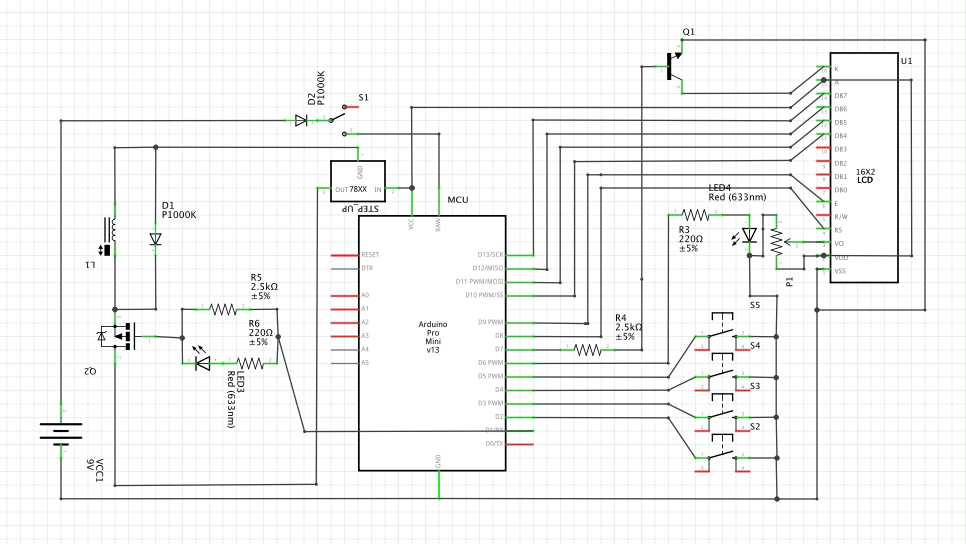 Q1
U1
K
A
DB7
DB6
DB5
DB4
DB3
DB2
DB1
DB0
E
R/W
RS
VO
VDD
VSS
16X2
LCD
D2
P1000K
S1
GND
OUT 78XX IN
STEP_UP
MCU
VCC
RAW
D1
P1000K
L1
Q2
R5
2.5kΩ
±5%
R6
220Ω
±5%
LED3
Red (633nm)
VCC1
9V
RESET
DTR
A0
A1
A2
A3
A4
A5
Arduino
Pro
Mini
v13
D13/SCK
D12/MISO
D11 PWM/MOSI
D10 PWM/SS
D9 PWM
D8
D7
D6 PWM
D5 PWM
D4
D3 PWM
D2
D1/RX
D0/TX
GND
LED4
Red (633nm)
R3
220Ω
±5%
P1
R4
2.5kΩ
±5%
S5
S4
S3
S2